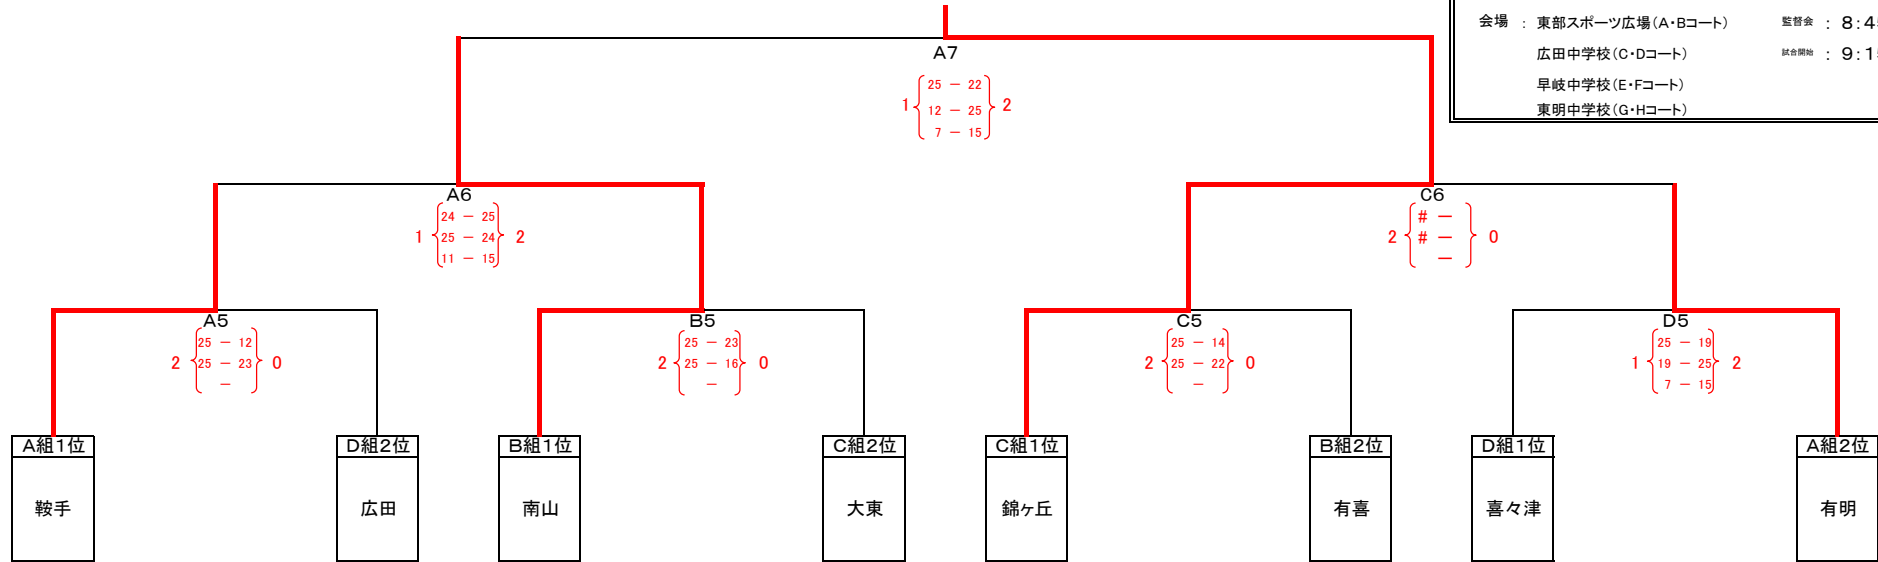 会場 : 東部スポーツ広場(A・Bコート) 監督会 : 8:45
広田中学校(C・Dコート) 試合開始 : 9:15
早岐中学校(E・Fコート)
東明中学校(G・Hコート)
A7
25 － 22
1 12 － 25 2
7 － 15
A6
24 － 25
1 25 － 24 2
11 － 15
C6
# －
2 # － 0
－
A5
25 － 12
2 25 － 23 0
－
B5
25 － 23
2 25 － 16 0
－
C5
25 － 14
2 25 － 22 0
－
D5
25 － 19
1 19 － 25 2
7 － 15
A組1位 D組2位 B組1位 C組2位 C組1位 B組2位 D組1位 A組2位
鞍手 広田 南山 大東 錦ヶ丘 有喜 喜々津 有明